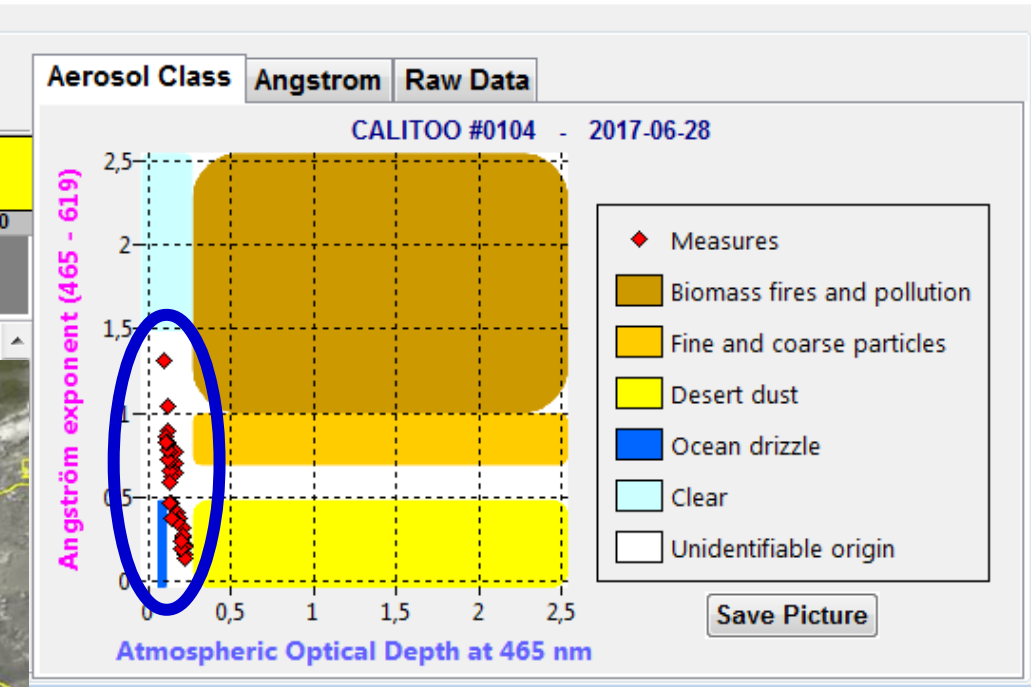 Aerosol Class Angstrom Raw Data
CALITOO #0104 - 2017-06-28
Angström exponent (465 - 619)
2,5
2
1,5
1
0,5
0
0 0,5 1 1,5 2 2,5
Atmospheric Optical Depth at 465 nm
Measures
Biomass fires and pollution
Fine and coarse particles
Desert dust
Ocean drizzle
Clear
Unidentifiable origin
Save Picture
0